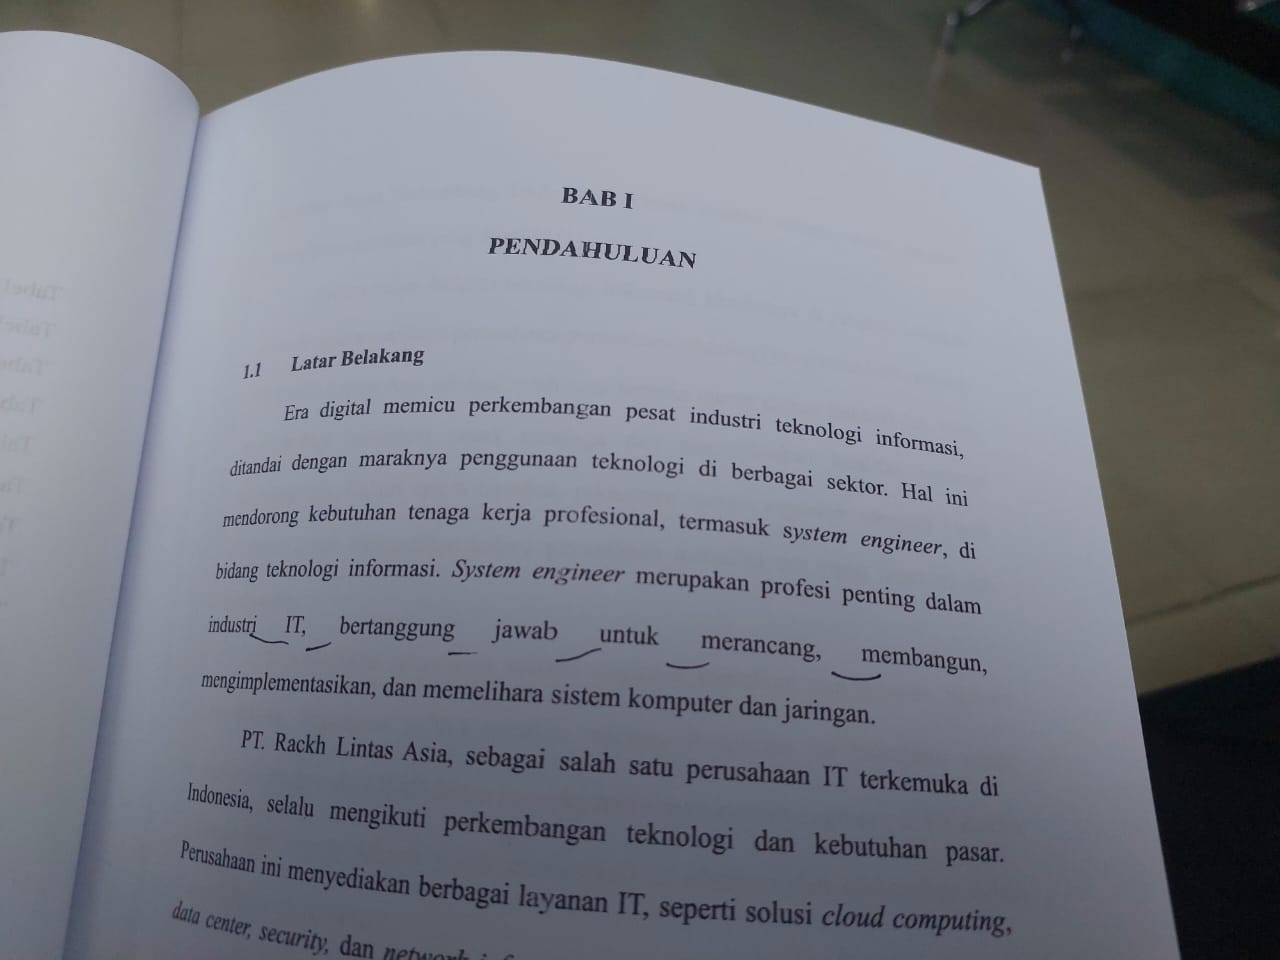 BAB I
PENDAHULUAN
1.1 Latar Belakang
Era digital memicu perkembangan pesat industri teknologi informasi,
ditandai dengan maraknya penggunaan teknologi di berbagai sektor. Hal ini
mendorong kebutuhan tenaga kerja profesional, termasuk system engineer, di
bidang teknologi informasi. System engineer merupakan profesi penting dalam
industri IT, bertanggung jawab untuk merancang, membangun,
mengimplementasikan, dan memelihara sistem komputer dan jaringan.
PT. Rackh Lintas Asia, sebagai salah satu perusahaan IT terkemuka di
Indonesia, selalu mengikuti perkembangan teknologi dan kebutuhan pasar.
Perusahaan ini menyediakan berbagai layanan IT, seperti solusi cloud computing,
data center, security, dan network